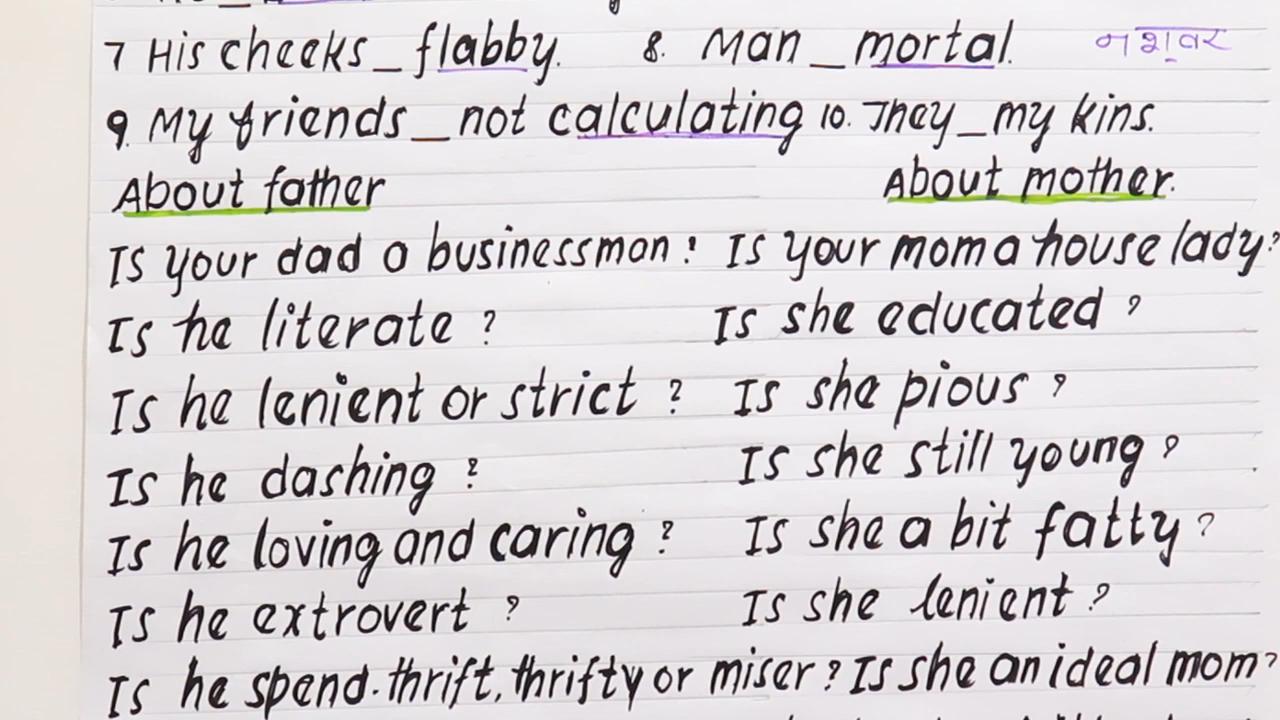 7 His cheeks _ flabby. 8. Man _ mortal. नशवर
9. My friends _ not calculating 10. They _ my kins.
About father About mother.
Is your dad a businessman? Is your mom a house lady?
Is he literate ? Is she educated ?
Is he lenient or strict ? Is she pious ?
Is he dashing ? Is she still young ?
Is he loving and caring ? Is she a bit fatty ?
Is he extrovert ? Is she lenient ?
Is he spend.thrift, thrifty or miser ? Is she an ideal mom?